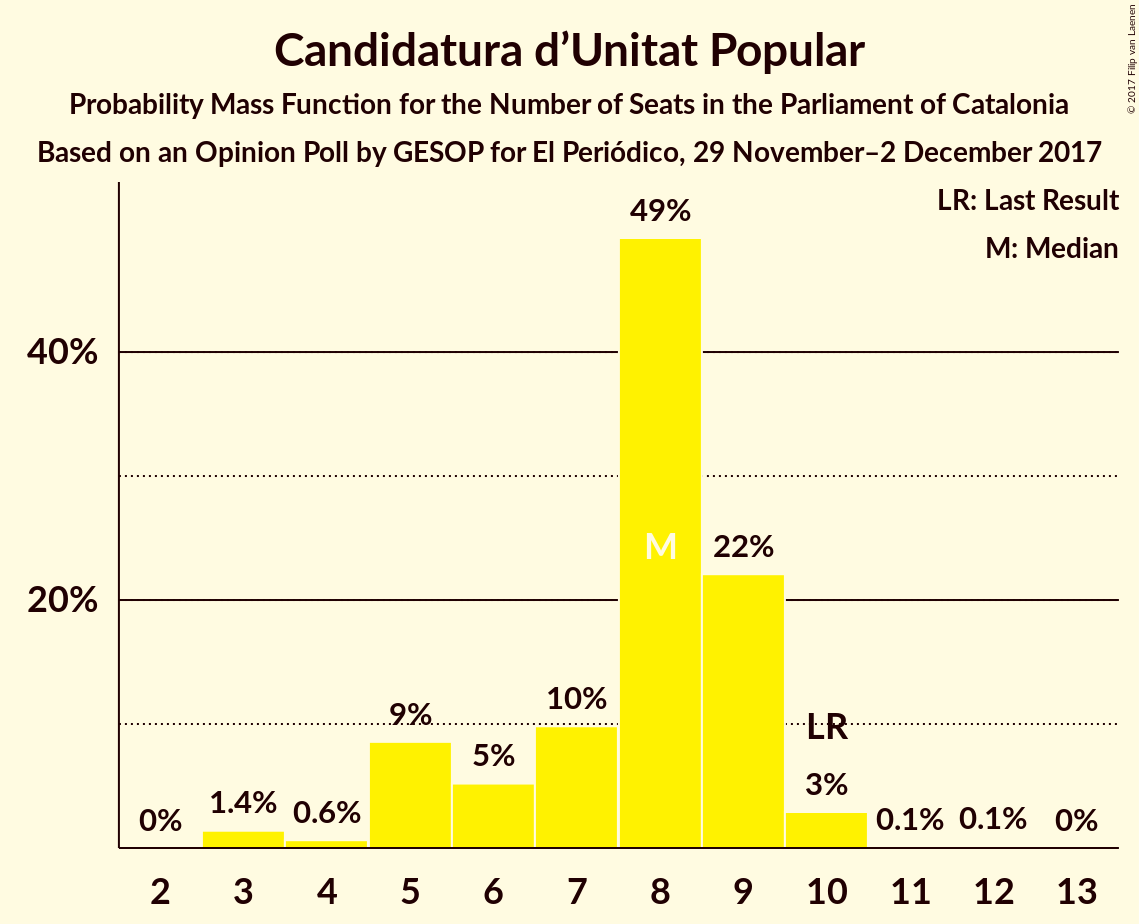 Candidatura d’Unitat Popular
Probability Mass Function for the Number of Seats in the Parliament of Catalonia
Based on an Opinion Poll by GESOP for El Periódico, 29 November–2 December 2017
© 2017 Filip van Laenen
LR: Last Result
M: Median
40%
20%
0%
1.4%
0.6%
9%
5%
10%
49%
M
22%
LR
3%
0.1%
0.1%
0%
2 3 4 5 6 7 8 9 10 11 12 13